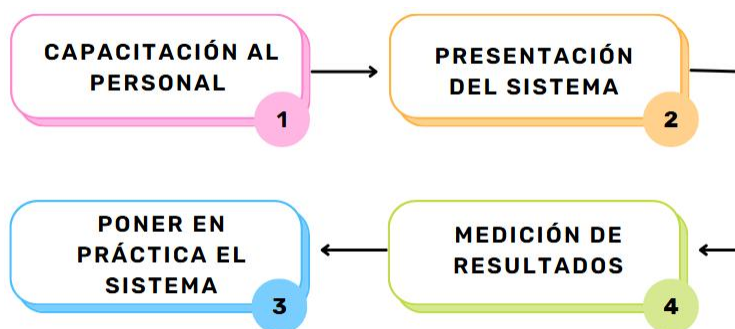 CAPACITACIÓN AL
PERSONAL
1
PRESENTACIÓN
DEL SISTEMA
2
PONER EN
PRÁCTICA EL
SISTEMA
3
MEDICIÓN DE
RESULTADOS
4